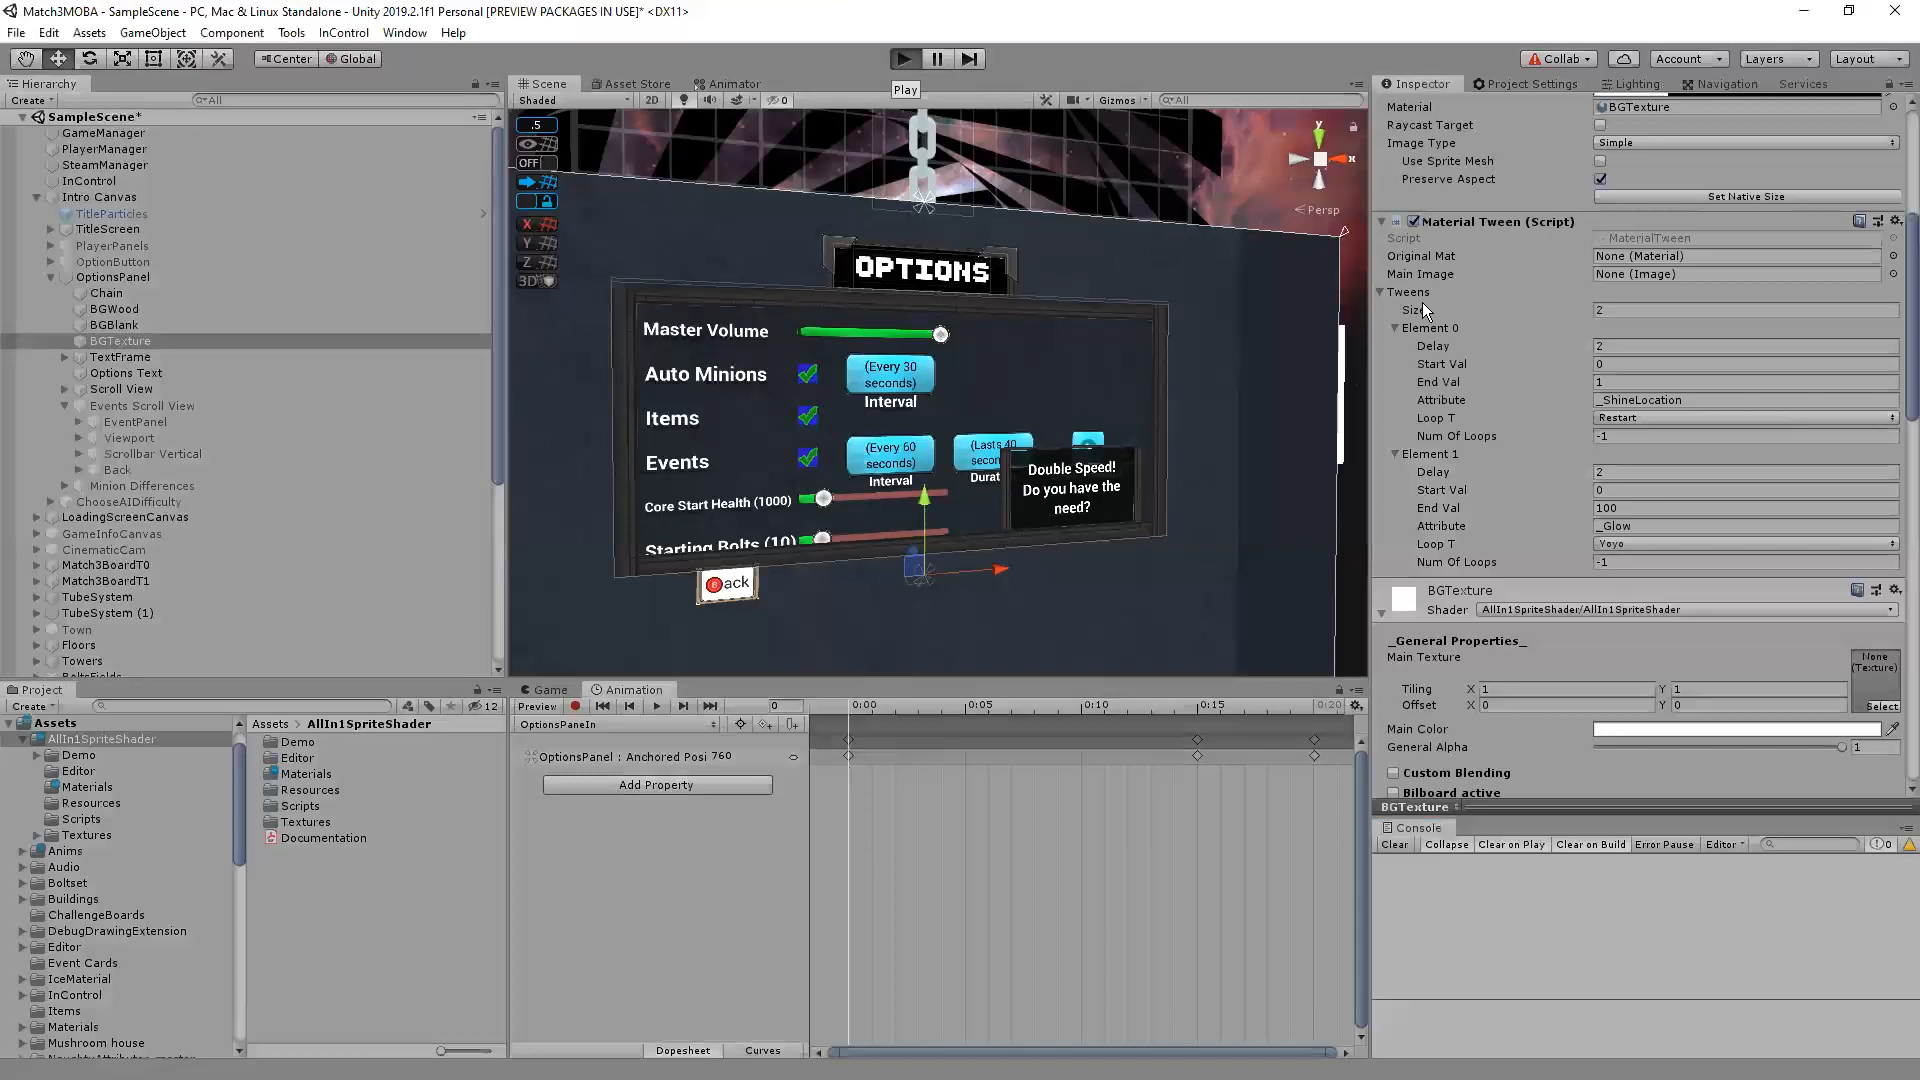 Match3MOBA - SampleScene - PC, Mac & Linux Standalone - Unity 2019.2.1f1 Personal [PREVIEW PACKAGES IN USE]* <DX11>
File Edit Assets GameObject Component Tools InControl Window Help
Center Global Collab Account Layers Layout
Play
Hierarchy
Create All
SampleScene*
GameManager
PlayerManager
SteamManager
InControl
Intro Canvas
TitleParticles
TitleScreen
PlayerPanels
OptionButton
OptionsPanel
Chain
BGWood
BGBlank
BGTexture
TextFrame
Options Text
Scroll View
Events Scroll View
EventPanel
Viewport
Scrollbar Vertical
Back
Minion Differences
ChooseAIDifficulty
LoadingScreenCanvas
GameInfoCanvas
CinematicCam
Match3BoardT0
Match3BoardT1
TubeSystem
TubeSystem (1)
Town
Floors
Towers
Scene Asset Store Animator
Shaded 2D 0 Gizmos All
.5
OFF
X
Y
Z
3D
y
x
Persp
OPTIONS
Master Volume
Auto Minions
(Every 30
seconds)
Interval
Items
Events
(Every 60
seconds)
Interval
(Lasts 40
Double Speed!
Do you have the
need?
Core Start Health (1000)
Starting Bolts (10)
B ack
Inspector Project Settings Lighting Navigation Services
Material BGTexture
Raycast Target
Image Type Simple
Use Sprite Mesh
Preserve Aspect
Set Native Size
Material Tween (Script)
Script MaterialTween
Original Mat None (Material)
Main Image None (Image)
Tweens
Size 2
Element 0
Delay 2
Start Val 0
End Val 1
Attribute _ShineLocation
Loop T Restart
Num Of Loops -1
Element 1
Delay 2
Start Val 0
End Val 100
Attribute _Glow
Loop T Yoyo
Num Of Loops -1
BGTexture
Shader AllIn1SpriteShader/AllIn1SpriteShader
_General Properties_
Main Texture
None
(Texture)
Select
Tiling X 1 Y 1
Offset X 0 Y 0
Main Color
General Alpha 1
Custom Blending
Bilboard active
BGTexture
Console
Clear Collapse Clear on Play Clear on Build Error Pause Editor 0
Project
Create 12
Assets
AllIn1SpriteShader
Demo
Editor
Materials
Resources
Scripts
Textures
Anims
Audio
Boltset
Buildings
ChallengeBoards
DebugDrawingExtension
Editor
Event Cards
IceMaterial
InControl
Items
Materials
Mushroom house
Assets AllIn1SpriteShader
Demo
Editor
Materials
Resources
Scripts
Textures
Documentation
Game Animation
Preview 0 0:00 0:05 0:10 0:15 0:20
OptionsPaneIn
OptionsPanel : Anchored Posi 760
Add Property
Dopesheet Curves